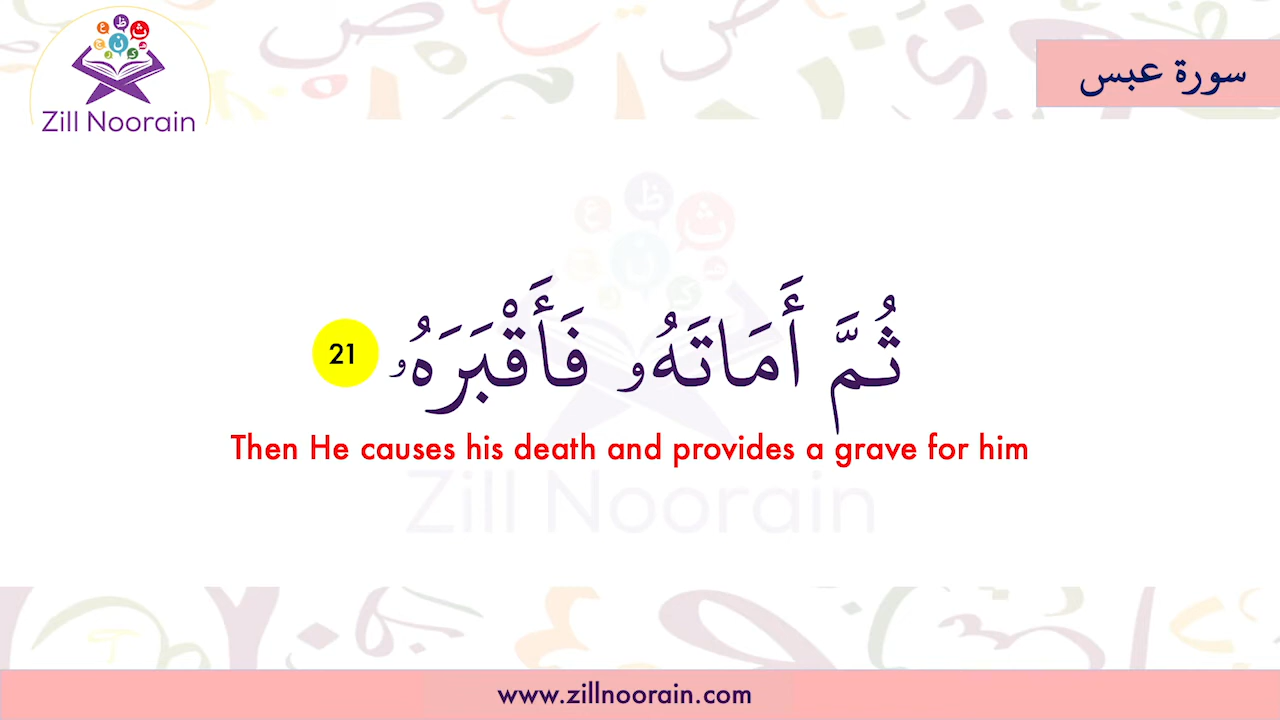 Zill Noorain
سورة عبس
ثُمَّ أَمَاتَهُۥ فَأَقْبَرَهُۥ 21
Then He causes his death and provides a grave for him
Zill Noorain
www.zillnoorain.com